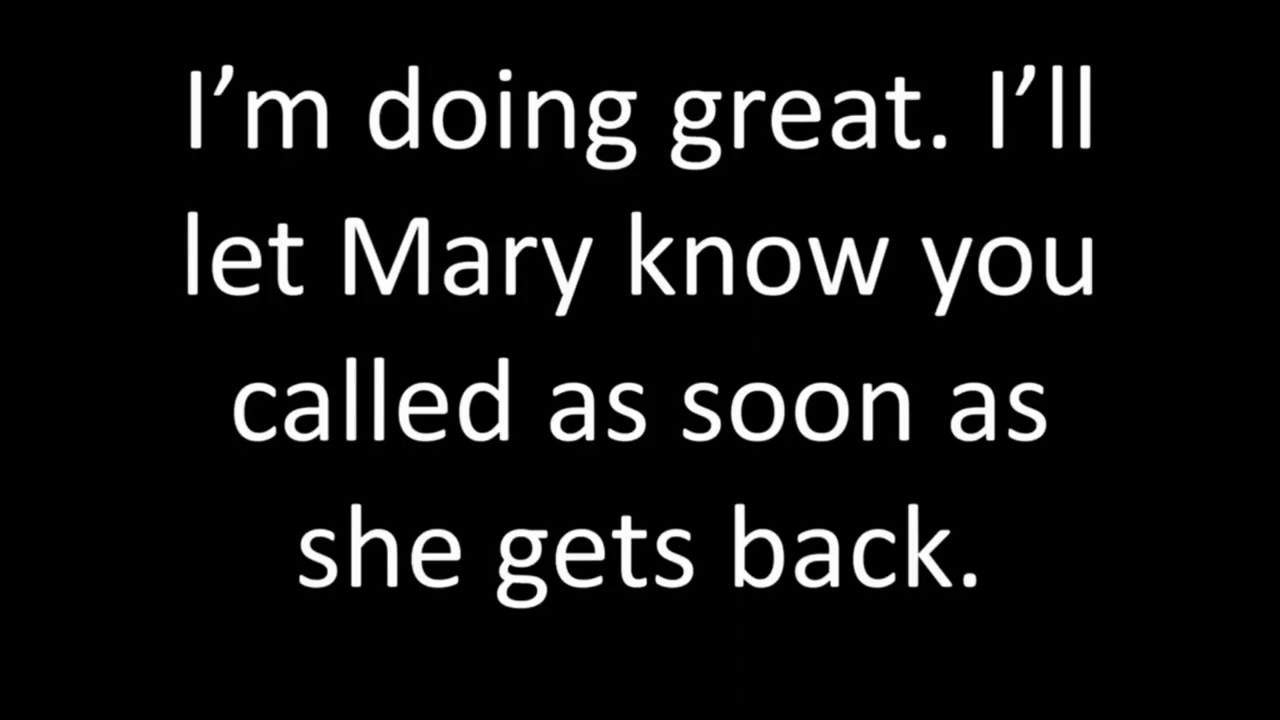 I’m doing great. I’ll
let Mary know you
called as soon as
she gets back.